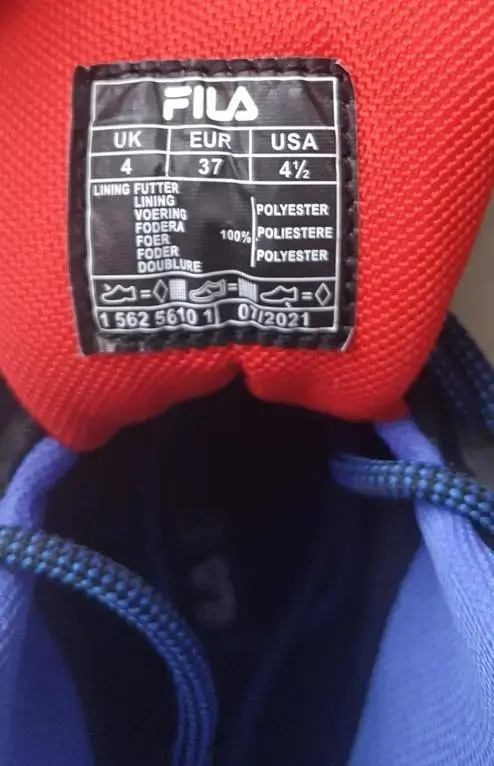 FILA
UK EUR USA
4 37 4½
LINING FUTTER
LINING
VOERING POLYESTER
FODERA
FOER 100% POLIESTERE
FODER POLYESTER
DOUBLURE
1 562 5610 1 07/2021